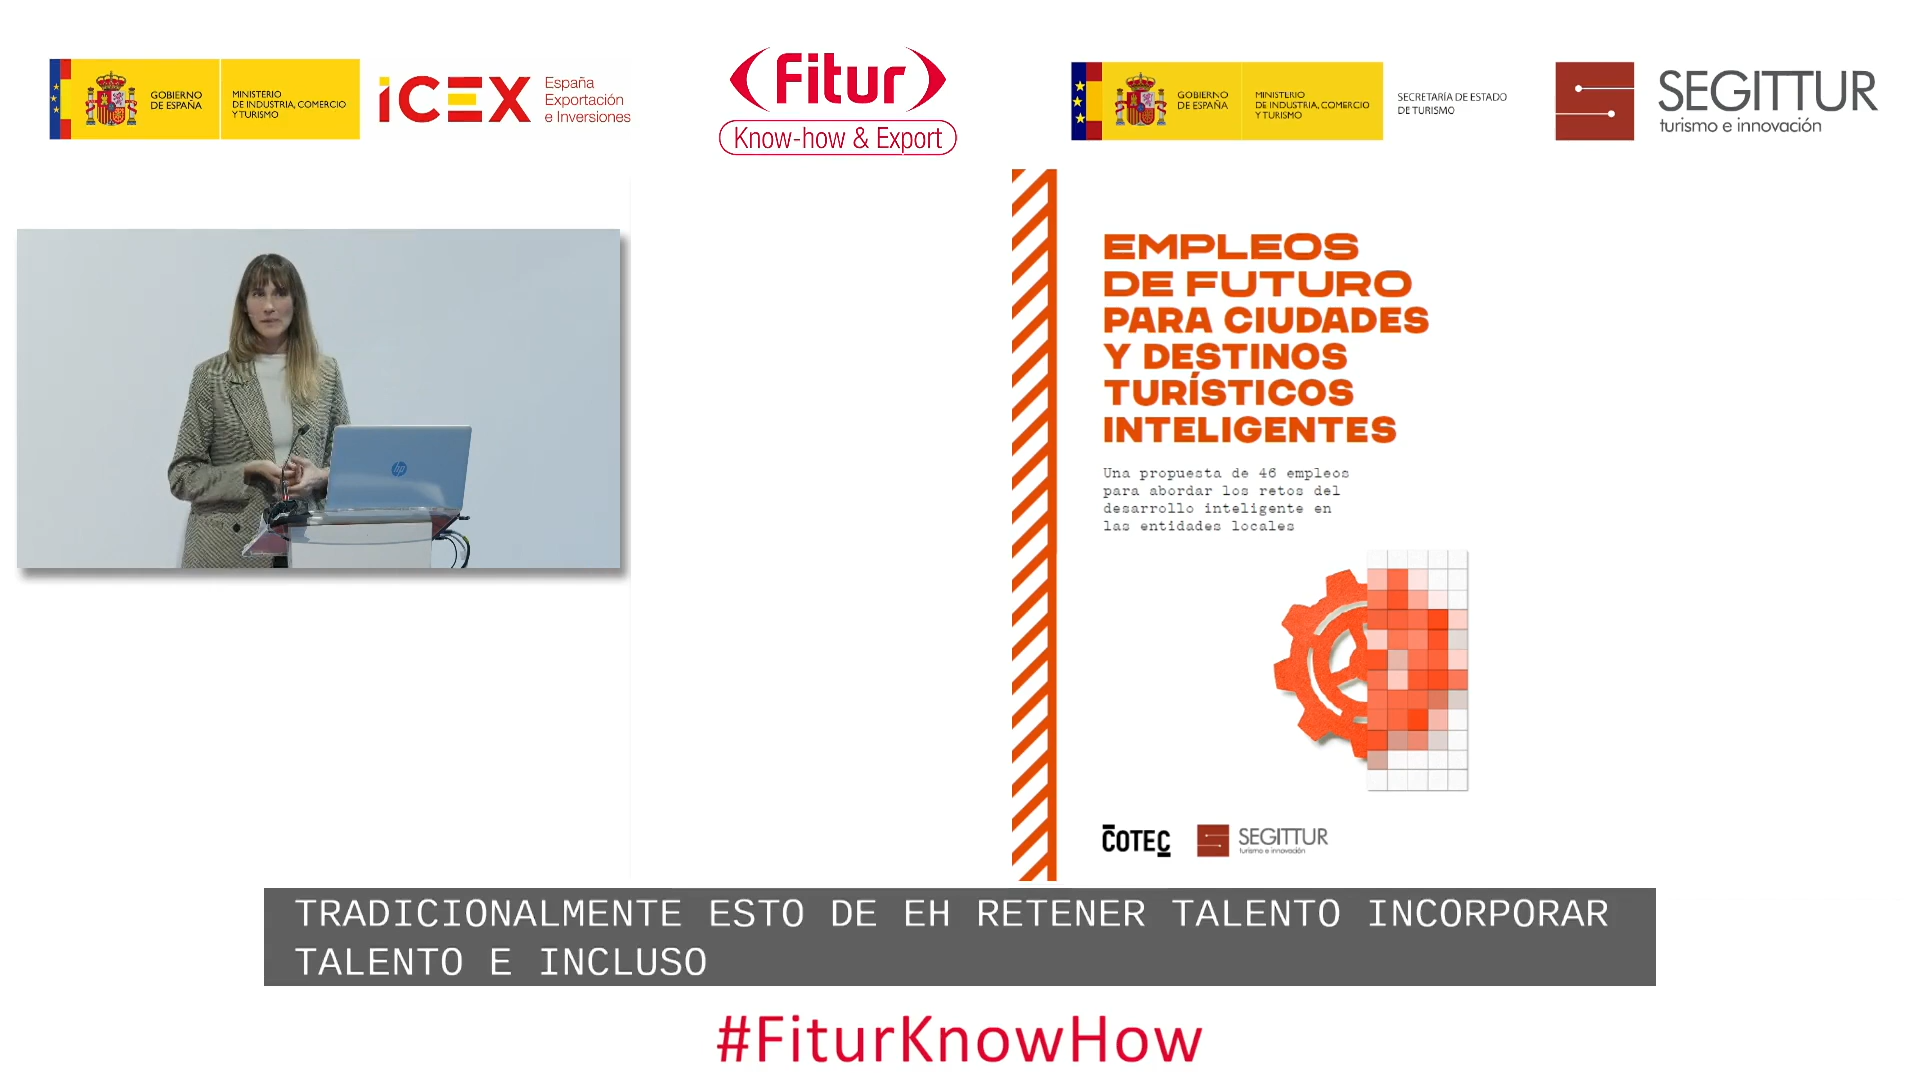 GOBIERNO
DE ESPAÑA
MINISTERIO
DE INDUSTRIA, COMERCIO
Y TURISMO
iCEX
España
Exportación
e Inversiones
Fitur
Know-how & Export
GOBIERNO
DE ESPAÑA
MINISTERIO
DE INDUSTRIA, COMERCIO
Y TURISMO
SECRETARÍA DE ESTADO
DE TURISMO
SEGITTUR
turismo e innovación
EMPLEOS
DE FUTURO
PARA CIUDADES
Y DESTINOS
TURÍSTICOS
INTELIGENTES
Una propuesta de 46 empleos
para abordar los retos del
desarrollo inteligente en
las entidades locales
hp
COTEC
SEGITTUR
turismo e innovación
TRADICIONALMENTE ESTO DE EH RETENER TALENTO INCORPORAR
TALENTO E INCLUSO
#FiturKnowHow